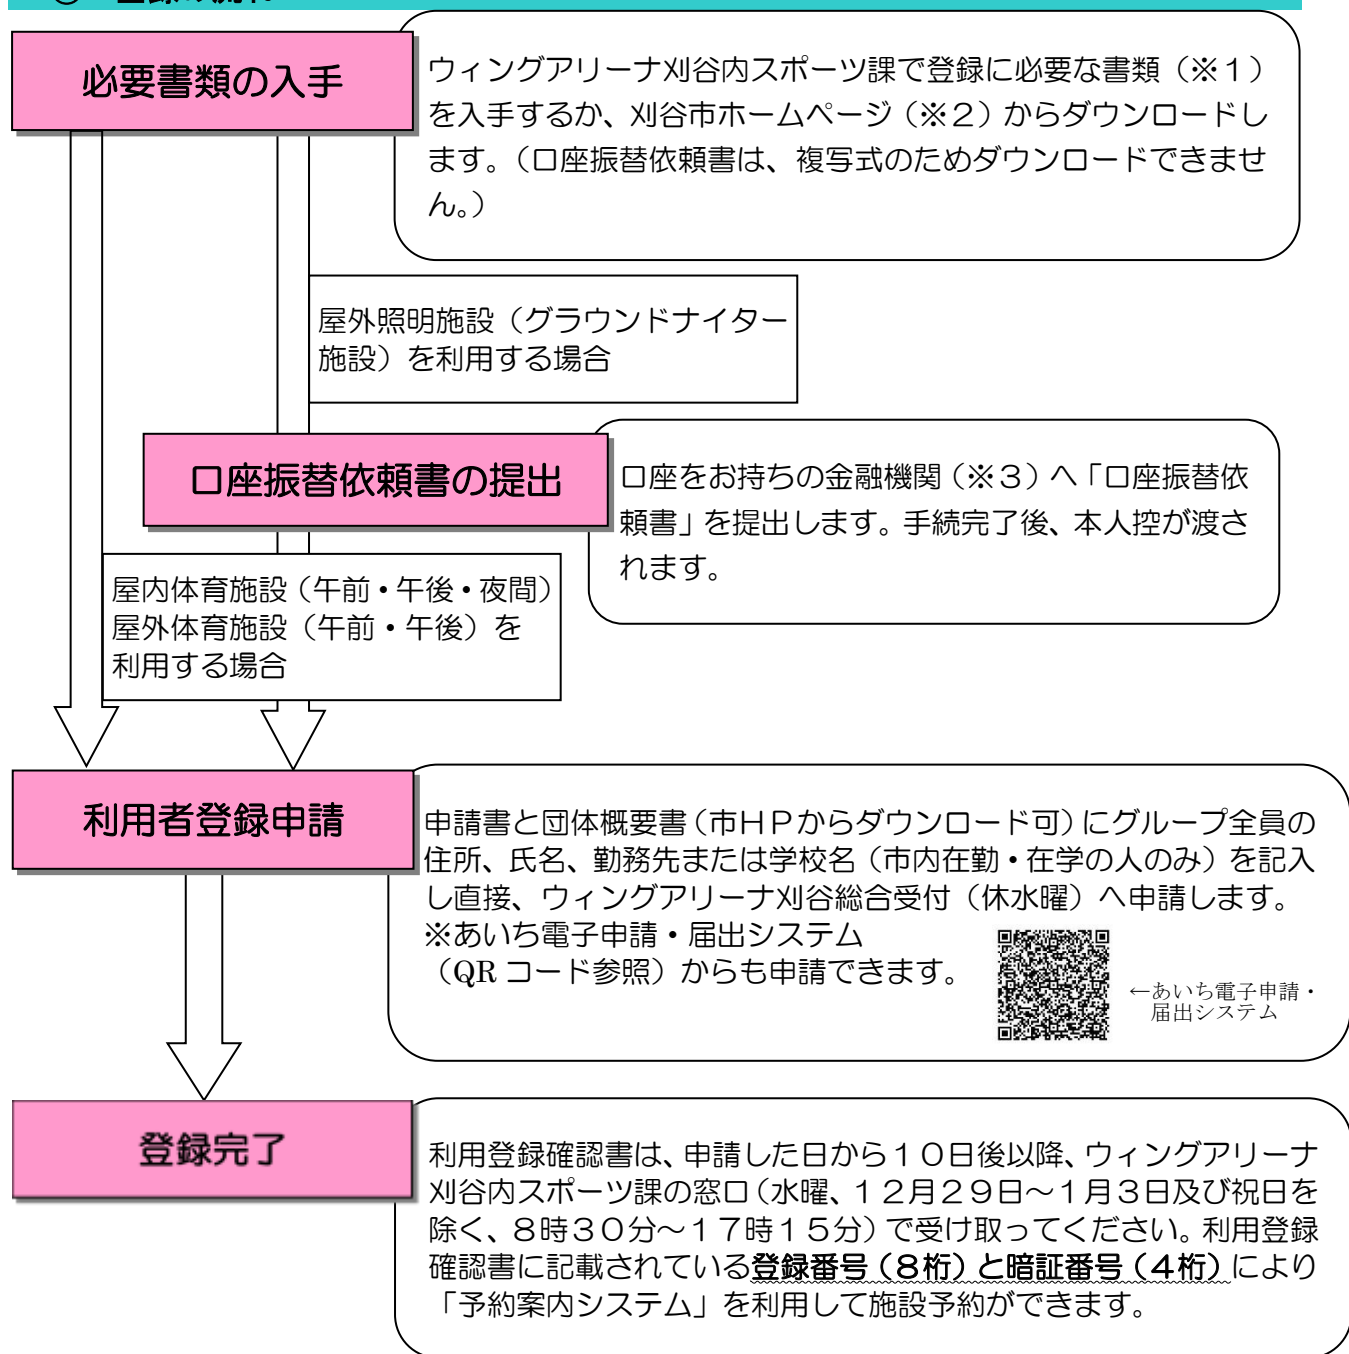 登録の流れ
必要書類の入手
ウィングアリーナ刈谷内スポーツ課で登録に必要な書類（※１）
を入手するか、刈谷市ホームページ（※２）からダウンロードし
ます。（口座振替依頼書は、複写式のためダウンロードできませ
ん。）
屋外照明施設（グラウンドナイター
施設）を利用する場合
口座振替依頼書の提出
口座をお持ちの金融機関（※３）へ「口座振替依
頼書」を提出します。手続完了後、本人控が渡さ
れます。
屋内体育施設（午前・午後・夜間）
屋外体育施設（午前・午後）を
利用する場合
利用者登録申請
申請書と団体概要書（市ＨＰからダウンロード可）にグループ全員の
住所、氏名、勤務先または学校名（市内在勤・在学の人のみ）を記入
し直接、ウィングアリーナ刈谷総合受付（休水曜）へ申請します。
※あいち電子申請・届出システム
（QR コード参照）からも申請できます。
←あいち電子申請・
届出システム
登録完了
利用登録確認書は、申請した日から１０日後以降、ウィングアリーナ
刈谷内スポーツ課の窓口（水曜、１２月２９日～１月３日及び祝日を
除く、８時３０分～１７時１５分）で受け取ってください。利用登録
確認書に記載されている登録番号（８桁）と暗証番号（４桁）により
「予約案内システム」を利用して施設予約ができます。